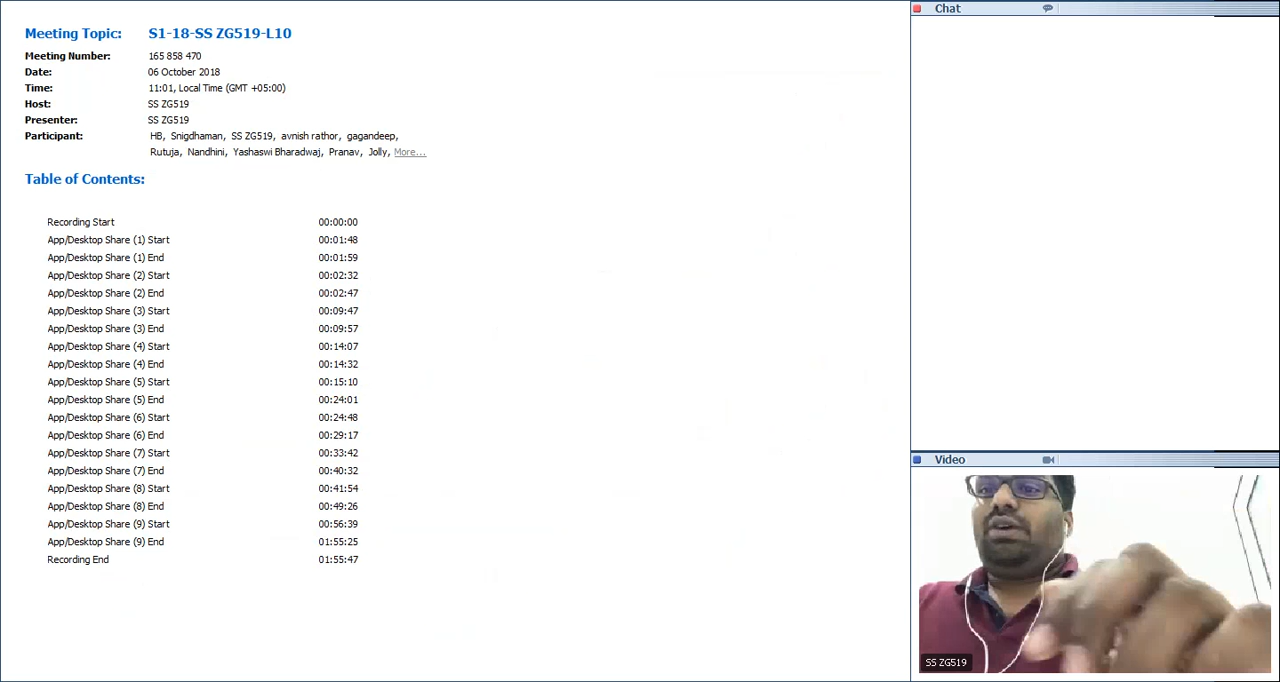 Meeting Topic: S1-18-SS ZG519-L10
Meeting Number: 165 858 470
Date: 06 October 2018
Time: 11:01, Local Time (GMT +05:00)
Host: SS ZG519
Presenter: SS ZG519
Participant: HB, Snigdhaman, SS ZG519, avnish rathor, gagandeep,
Rutuja, Nandhini, Yashaswi Bharadwaj, Pranav, Jolly, More...
Table of Contents:
Recording Start 00:00:00
App/Desktop Share (1) Start 00:01:48
App/Desktop Share (1) End 00:01:59
App/Desktop Share (2) Start 00:02:32
App/Desktop Share (2) End 00:02:47
App/Desktop Share (3) Start 00:09:47
App/Desktop Share (3) End 00:09:57
App/Desktop Share (4) Start 00:14:07
App/Desktop Share (4) End 00:14:32
App/Desktop Share (5) Start 00:15:10
App/Desktop Share (5) End 00:24:01
App/Desktop Share (6) Start 00:24:48
App/Desktop Share (6) End 00:29:17
App/Desktop Share (7) Start 00:33:42
App/Desktop Share (7) End 00:40:32
App/Desktop Share (8) Start 00:41:54
App/Desktop Share (8) End 00:49:26
App/Desktop Share (9) Start 00:56:39
App/Desktop Share (9) End 01:55:25
Recording End 01:55:47
Chat
Video
SS ZG519